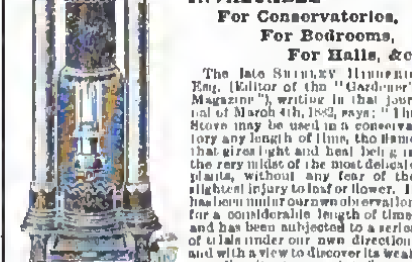 For Conservatories,
For Bedrooms,
For Halls, &c
The late
Esq. (Editor of the "Gardeners'
Magazine"), writing in that jour
nal of March 4th, 1882, says: "This
Stove may be used in a conserva
tory any length of time, the flame
that gives light and heat being in
the very midst of the most delicate
plants, without any fear of the
slightest injury to leaf or flower. I
has been under our own observation
for a considerable length of time
and has been subjected to a series
of trials under our own direction
and with a view to discover its weak